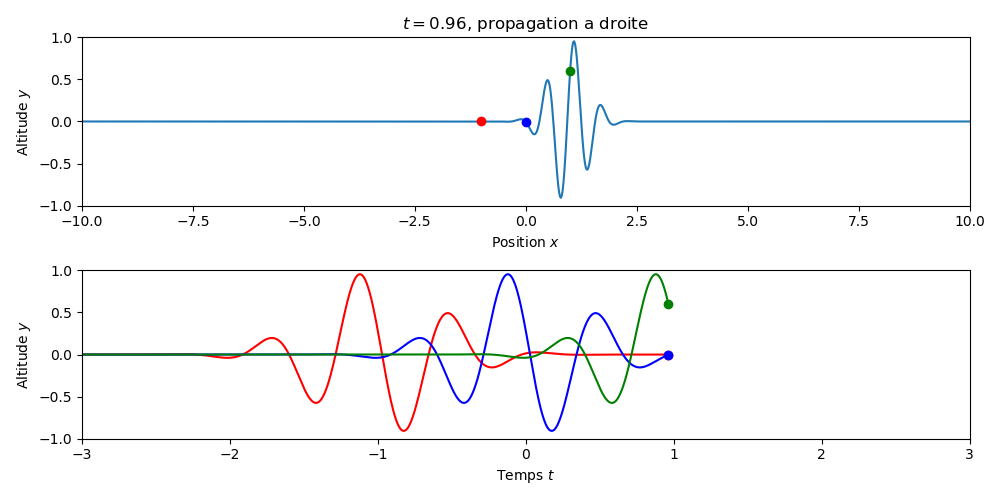 t = 0.96, propagation a droite
1.0
0.5
0.0
−0.5
−1.0
Altitude y
−10.0 −7.5 −5.0 −2.5 0.0 2.5 5.0 7.5 10.0
Position x
1.0
0.5
0.0
−0.5
−1.0
Altitude y
−3 −2 −1 0 1 2 3
Temps t